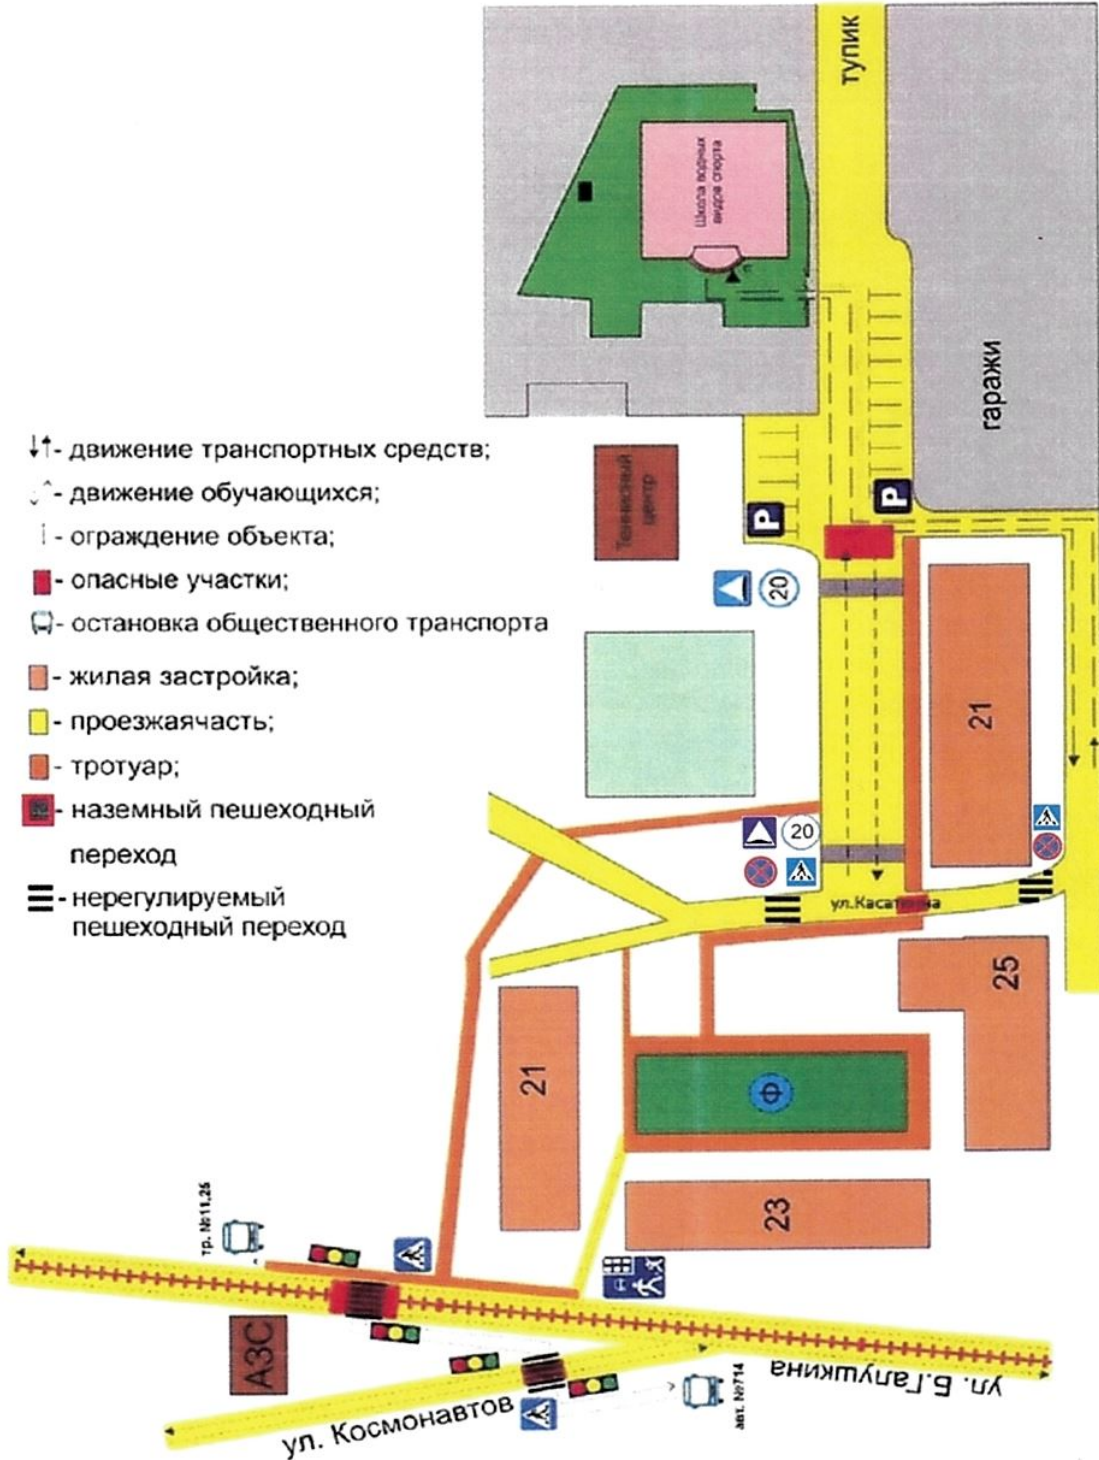 тупик
Школа водных
видов спорта
п
гаражи
- движение транспортных средств;
- движение обучающихся;
- ограждение объекта;
- опасные участки;
- остановка общественного транспорта
- жилая застройка;
- проезжаячасть;
- тротуар;
- наземный пешеходный
переход
- нерегулируемый
пешеходный переход
Теннисный
центр
P
P
20
21
20
ул.Касаткина
25
21
Ф
23
тр. №11,25
АЗС
ул. Космонавтов
ул. Б.Галушкина
авт. №714